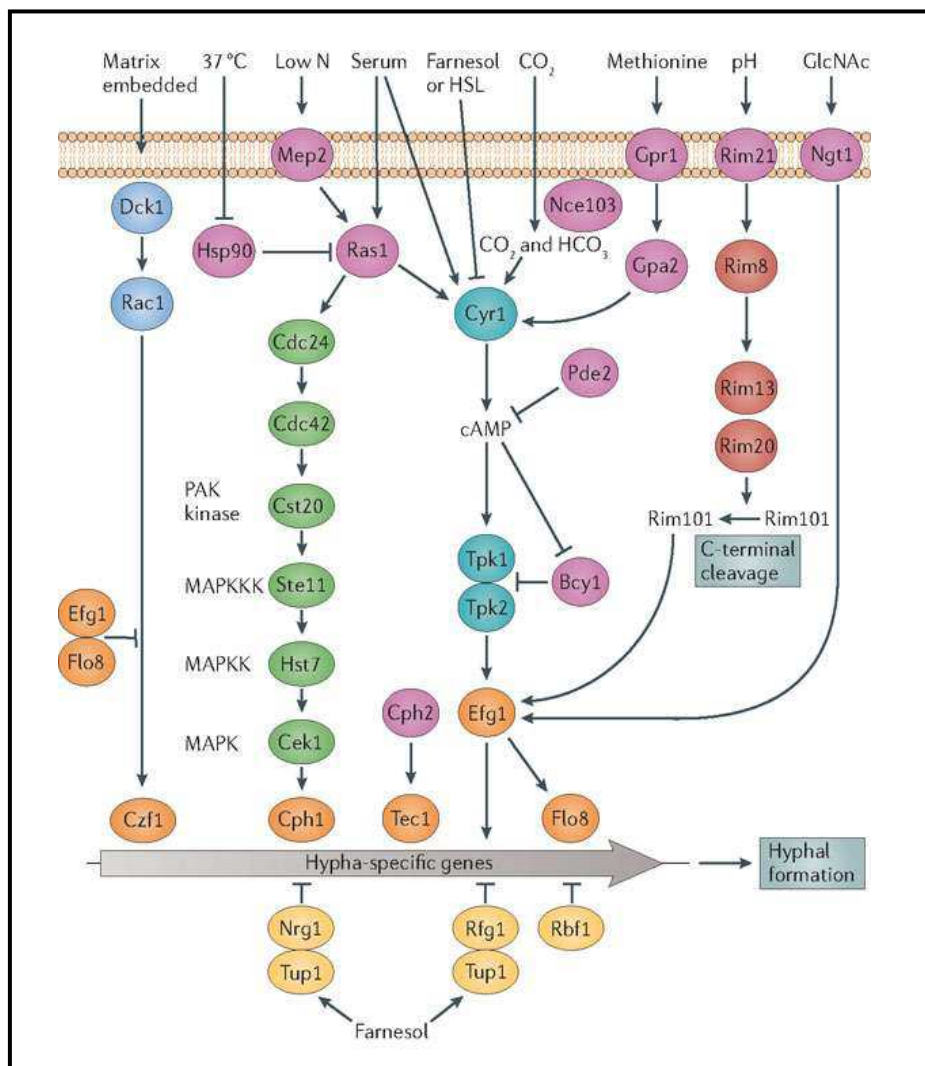 Matrix
embedded
37 °C
Low N
Serum
Farnesol
or HSL
CO2
Methionine
pH
GlcNAc
Mep2
Gpr1
Rim21
Ngt1
Dck1
Nce103
Hsp90
Ras1
CO2 and HCO3
Gpa2
Rim8
Rac1
Cyr1
Cdc24
Pde2
Rim13
Cdc42
cAMP
Rim20
PAK
kinase
Cst20
Rim101
Rim101
C-terminal
cleavage
Tpk1
Bcy1
MAPKKK
Ste11
Tpk2
Efg1
Flo8
MAPKK
Hst7
Cph2
Efg1
MAPK
Cek1
Czf1
Cph1
Tec1
Flo8
Hypha-specific genes
Hyphal
formation
Nrg1
Rfg1
Rbf1
Tup1
Tup1
Farnesol